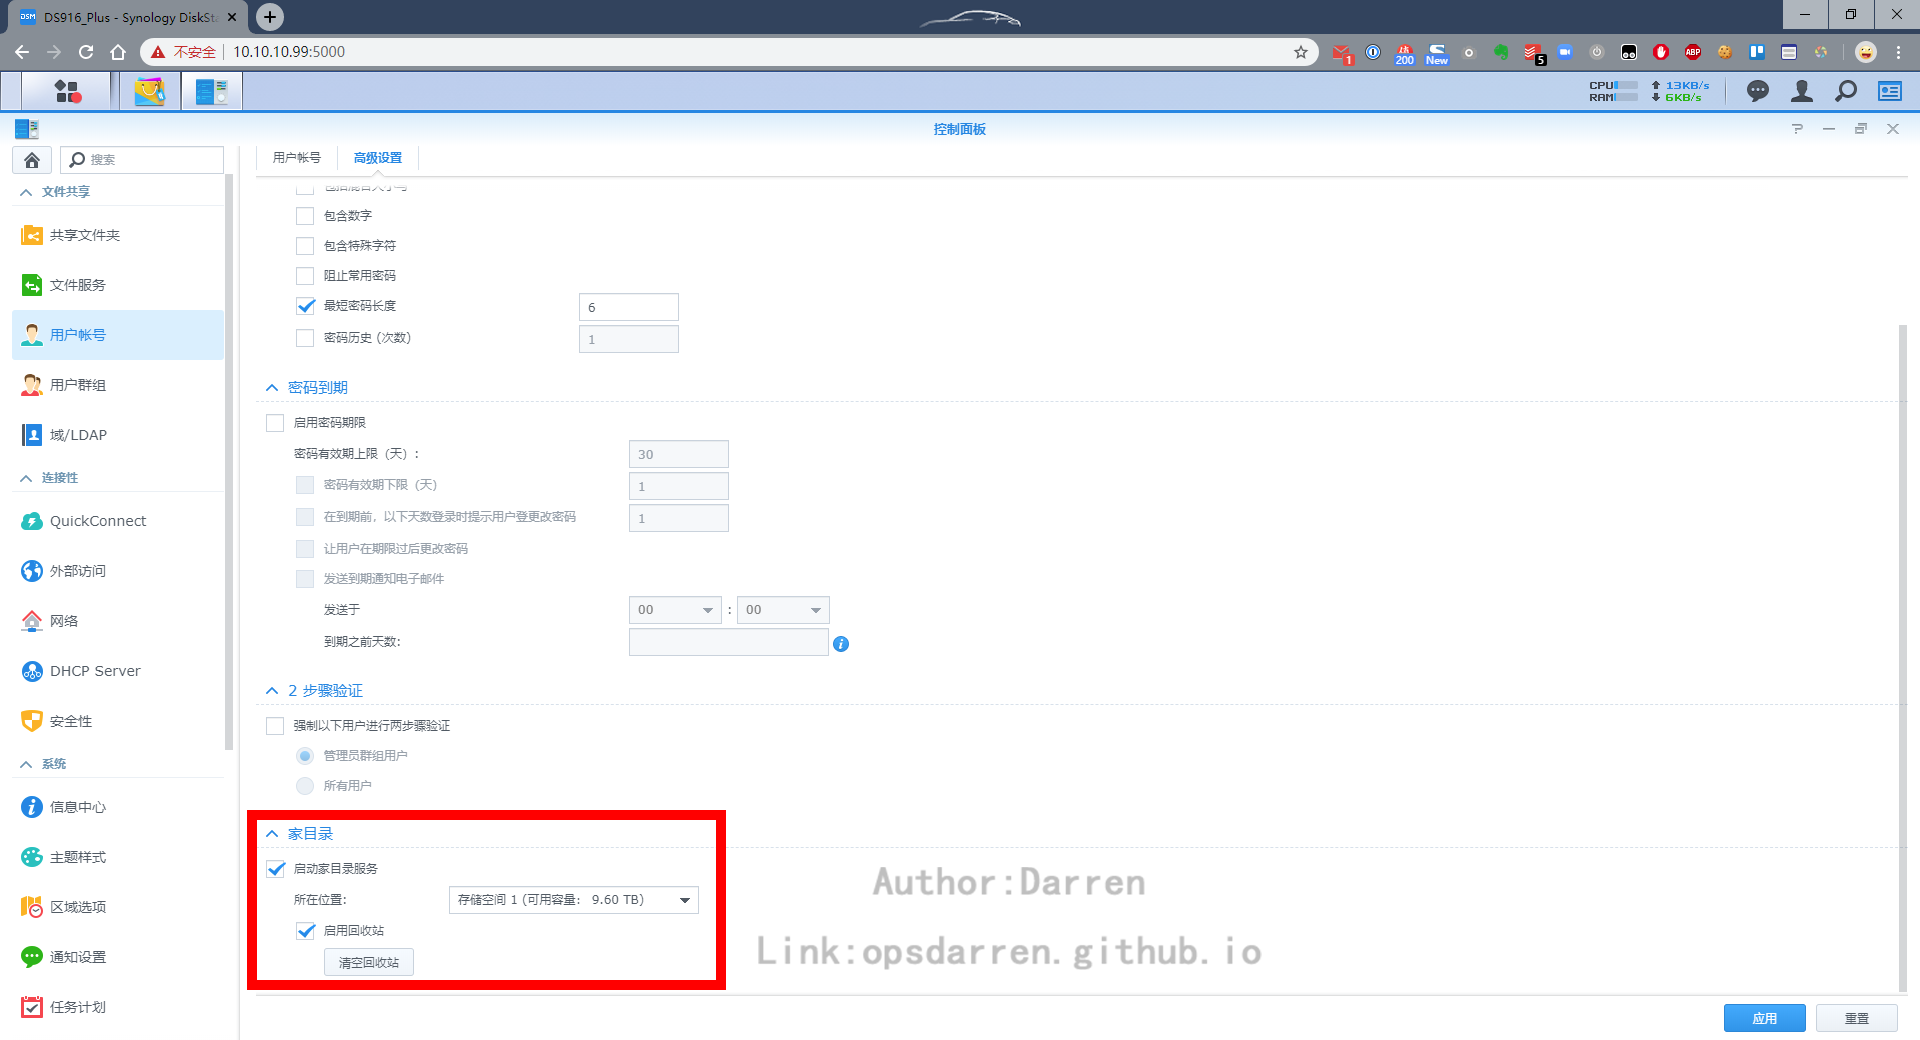 DS916_Plus - Synology DiskSta
不安全 10.10.10.99:5000
1
200
New
5
ABP
CPU
RAM
13KB/s
6KB/s
控制面板
搜索
用户帐号
高级设置
文件共享
共享文件夹
文件服务
用户帐号
用户群组
域/LDAP
连接性
QuickConnect
外部访问
网络
DHCP Server
安全性
系统
信息中心
主题样式
区域选项
通知设置
任务计划
包含数字
包含特殊字符
阻止常用密码
最短密码长度 6
密码历史 (次数) 1
密码到期
启用密码期限
密码有效期上限（天）: 30
密码有效期下限（天） 1
在到期前，以下天数登录时提示用户登更改密码 1
让用户在期限过后更改密码
发送到期通知电子邮件
发送于 00 : 00
到期之前天数:
2 步骤验证
强制以下用户进行两步骤验证
管理员群组用户
所有用户
家目录
启动家目录服务
所在位置: 存储空间 1 (可用容量: 9.60 TB)
启用回收站
清空回收站
Author:Darren
Link:opsdarren.github.io
应用
重置